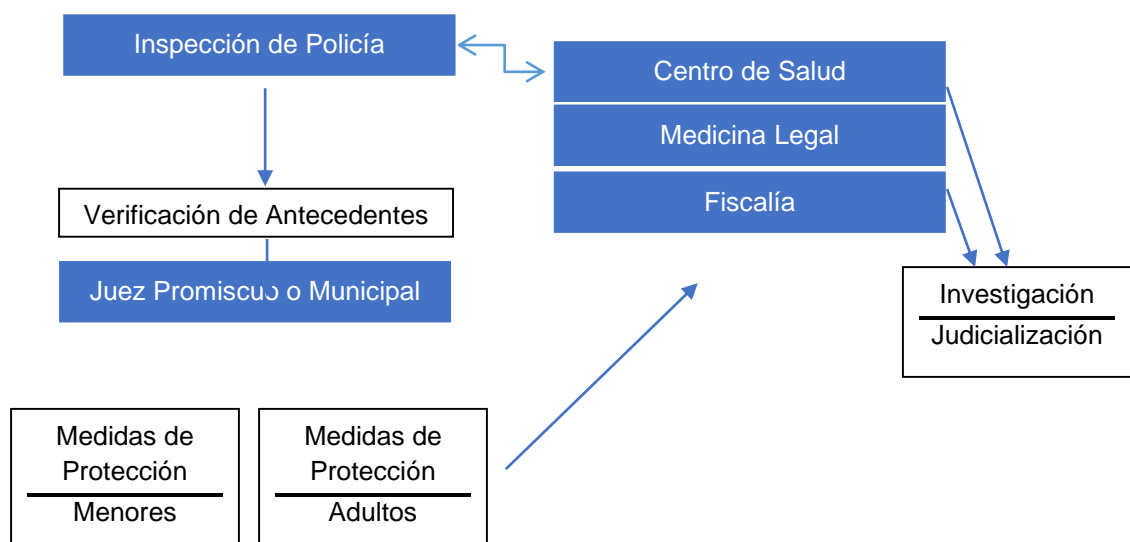 Inspección de Policía
Centro de Salud
Medicina Legal
Verificación de Antecedentes
Fiscalía
Juez Promiscuo o Municipal
Investigación
Judicialización
Medidas de
Protección
Menores
Medidas de
Protección
Adultos